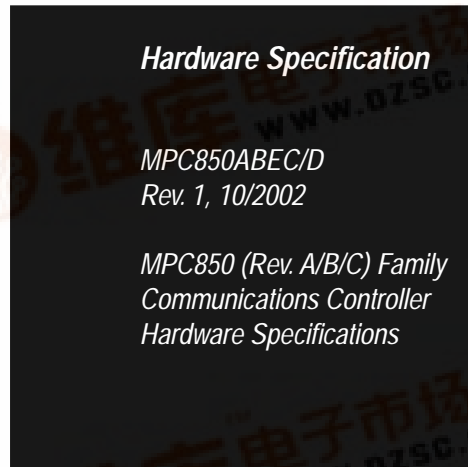 Hardware Specification
MPC850ABEC/D
Rev. 1, 10/2002
MPC850 (Rev. A/B/C) Family
Communications Controller
Hardware Specifications